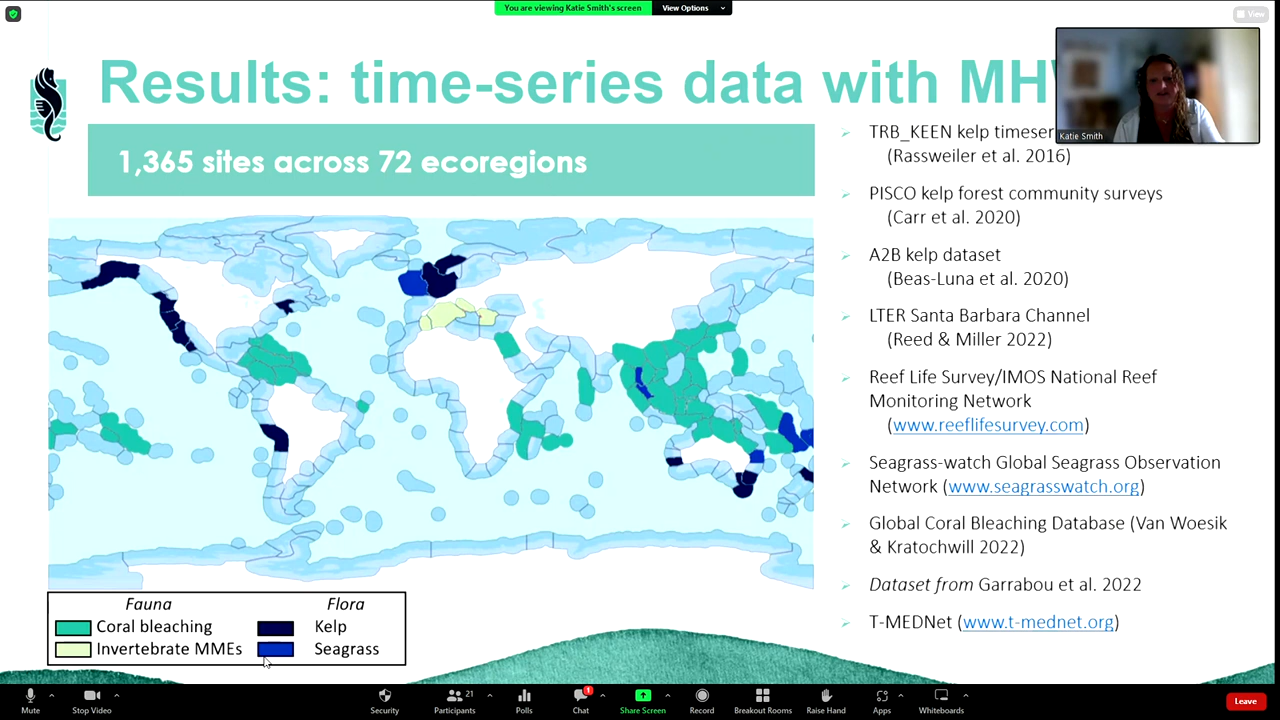 You are viewing Katie Smith's screen
View Options
View
Results: time-series data with MH
Katie Smith
1,365 sites across 72 ecoregions
TRB_KEEN kelp timeser
(Rassweiler et al. 2016)
PISCO kelp forest community surveys
(Carr et al. 2020)
A2B kelp dataset
(Beas-Luna et al. 2020)
LTER Santa Barbara Channel
(Reed & Miller 2022)
Reef Life Survey/IMOS National Reef
Monitoring Network
(www.reeflifesurvey.com)
Seagrass-watch Global Seagrass Observation
Network (www.seagrasswatch.org)
Global Coral Bleaching Database (Van Woesik
& Kratochwill 2022)
Dataset from Garrabou et al. 2022
T-MEDNet (www.t-mednet.org)
Fauna
Flora
Coral bleaching
Kelp
Invertebrate MMEs
Seagrass
Mute
Stop Video
Security
Participants
21
Polls
Chat
1
Share Screen
Record
Breakout Rooms
Raise Hand
Apps
Whiteboards
Leave